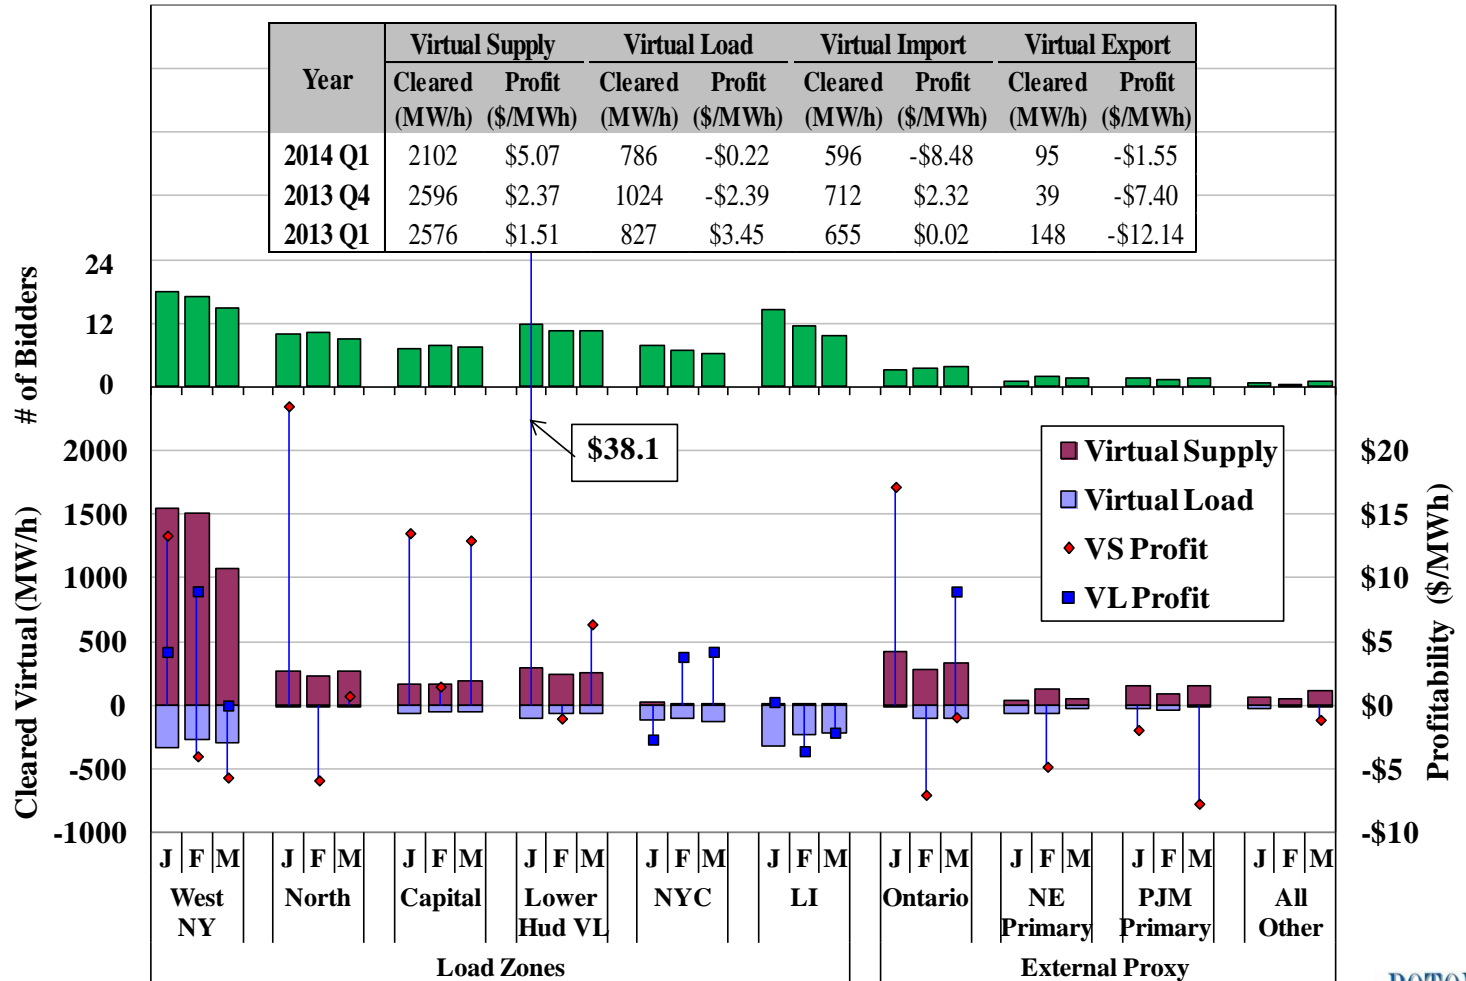 Year Virtual Supply Virtual Load Virtual Import Virtual Export
Cleared Profit Cleared Profit Cleared Profit Cleared Profit
(MW/h) ($/MWh) (MW/h) ($/MWh) (MW/h) ($/MWh) (MW/h) ($/MWh)
2014 Q1 2102 $5.07 786 -$0.22 596 -$8.48 95 -$1.55
2013 Q4 2596 $2.37 1024 -$2.39 712 $2.32 39 -$7.40
2013 Q1 2576 $1.51 827 $3.45 655 $0.02 148 -$12.14
# of Bidders
24
12
0
$38.1
Virtual Supply
Virtual Load
VS Profit
VL Profit
Cleared Virtual (MW/h)
2000
1500
1000
500
0
-500
-1000
Profitability ($/MWh)
$20
$15
$10
$5
$0
-$5
-$10
J F M J F M J F M J F M J F M J F M J F M J F M J F M J F M
West North Capital Lower NYC LI Ontario NE PJM All
NY Hud VL Primary Primary Other
Load Zones External Proxy